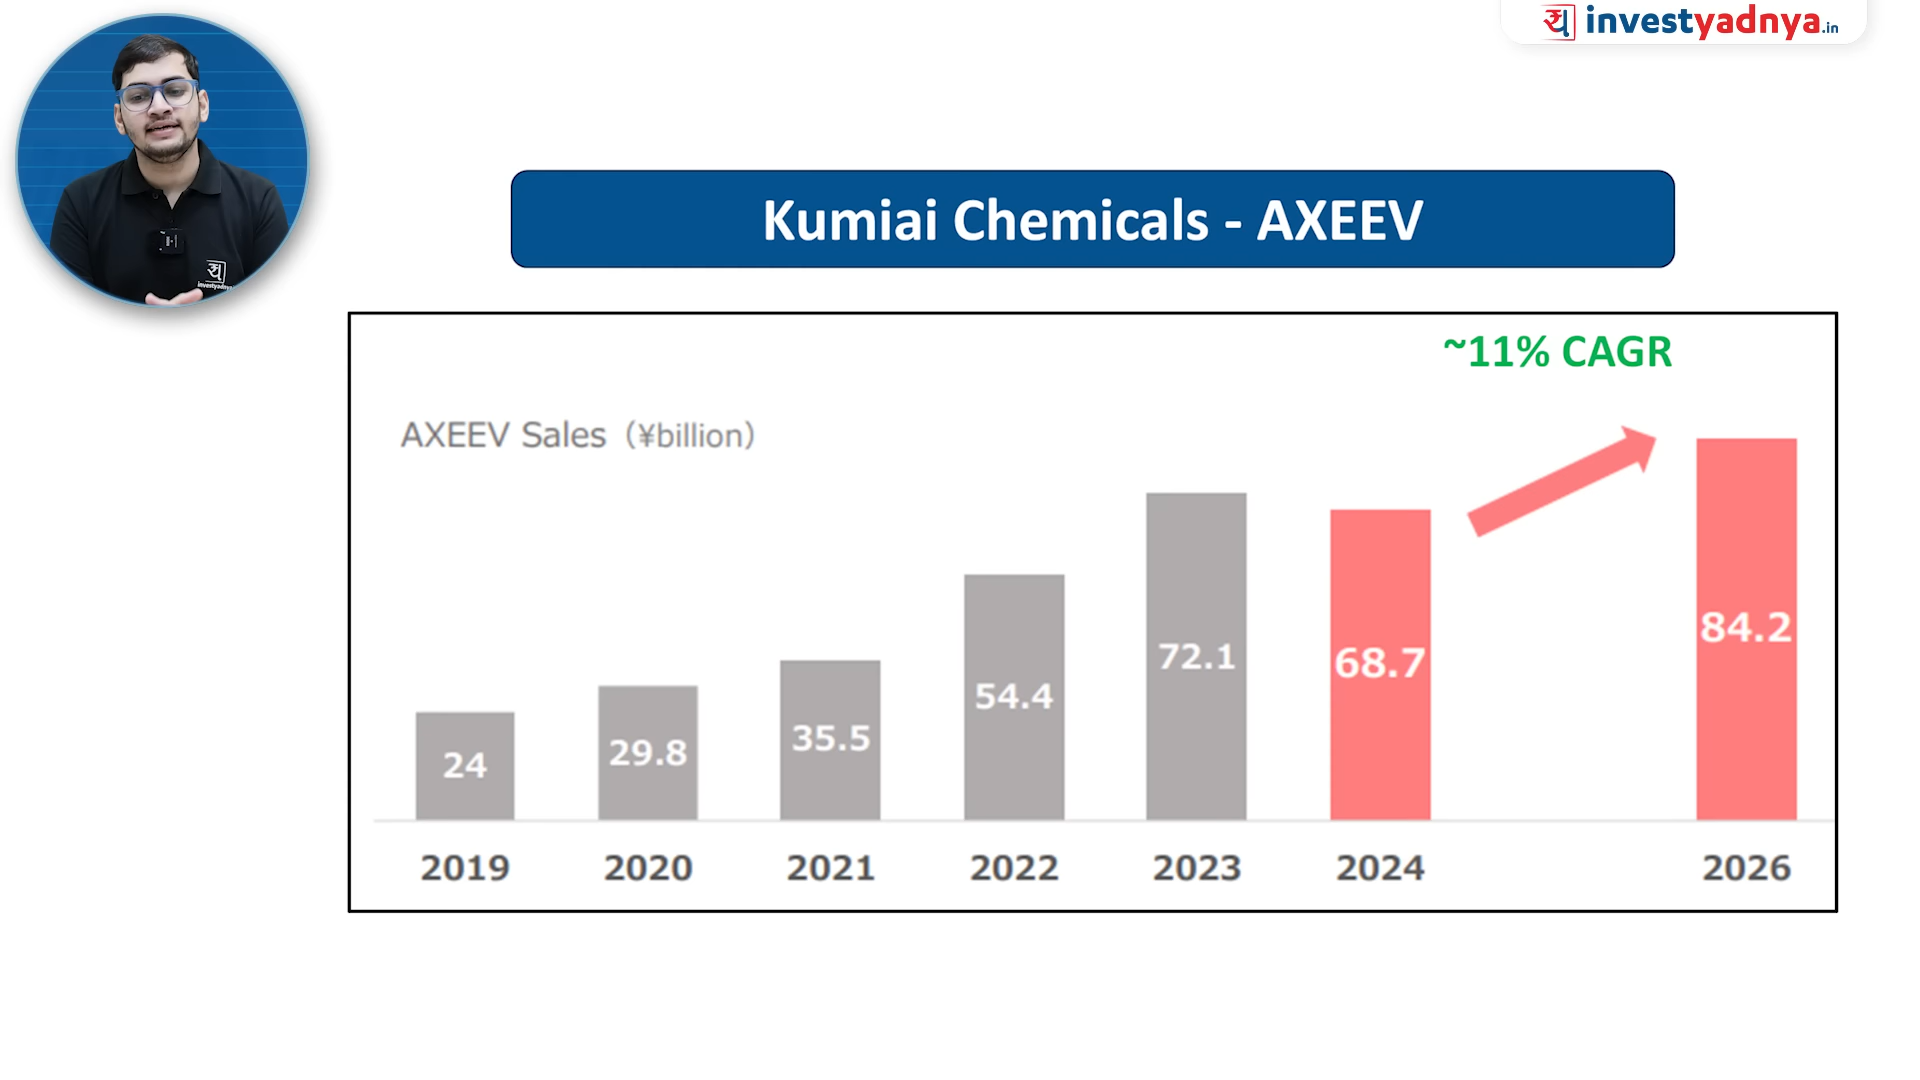 investyadnya.in
Kumiai Chemicals - AXEEV
~11% CAGR
AXEEV Sales (¥billion)
24
29.8
35.5
54.4
72.1
68.7
84.2
2019 2020 2021 2022 2023 2024 2026
investyadnya